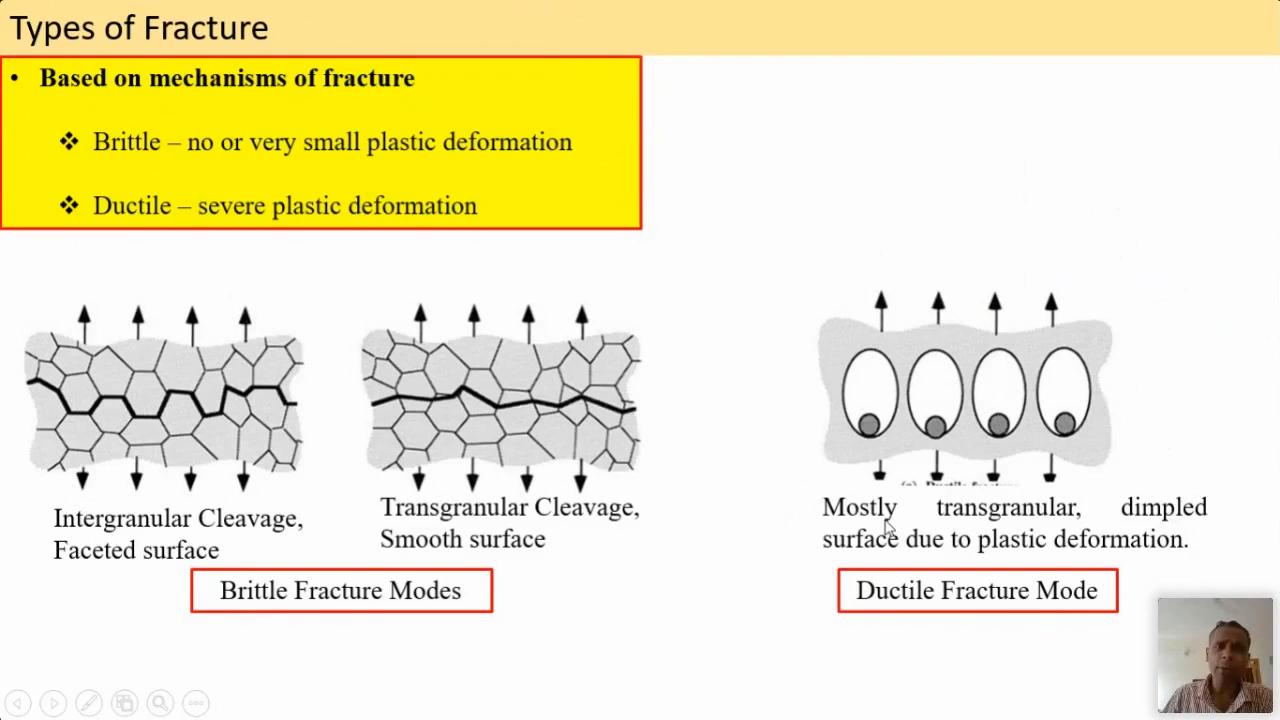 Types of Fracture
• Based on mechanisms of fracture
❖ Brittle – no or very small plastic deformation
❖ Ductile – severe plastic deformation
Intergranular Cleavage,
Faceted surface
Transgranular Cleavage,
Smooth surface
Brittle Fracture Modes
Mostly transgranular, dimpled
surface due to plastic deformation.
Ductile Fracture Mode